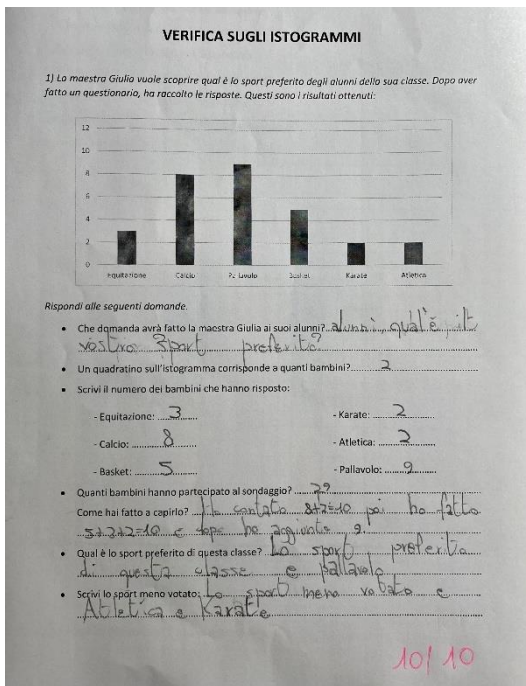 VERIFICA SUGLI ISTOGRAMMI
1) La maestra Giulia vuole scoprire qual è lo sport preferito degli alunni della sua classe. Dopo aver
fatto un questionario, ha raccolto le risposte. Questi sono i risultati ottenuti:
12
10
8
6
4
2
0
Equitazione Calcio Pallavolo Basket Karate Atletica
Rispondi alle seguenti domande.
• Che domanda avrà fatto la maestra Giulia ai suoi alunni? alunni, qual'è il
vostro sport preferito?
• Un quadratino sull'istogramma corrisponde a quanti bambini? 2
• Scrivi il numero dei bambini che hanno risposto:
- Equitazione: 3 - Karate: 2
- Calcio: 8 - Atletica: 2
- Basket: 5 - Pallavolo: 9
• Quanti bambini hanno partecipato al sondaggio? 29
Come hai fatto a capirlo? Ho contato 8+2=10 poi ho fatto
5+3+2=10 e dopo ho aggiunto 9.
• Qual è lo sport preferito di questa classe? Lo sport preferito
di questa classe e pallavolo
• Scrivi lo sport meno votato: Lo sport meno votato e
Atletica e Karate
10/10